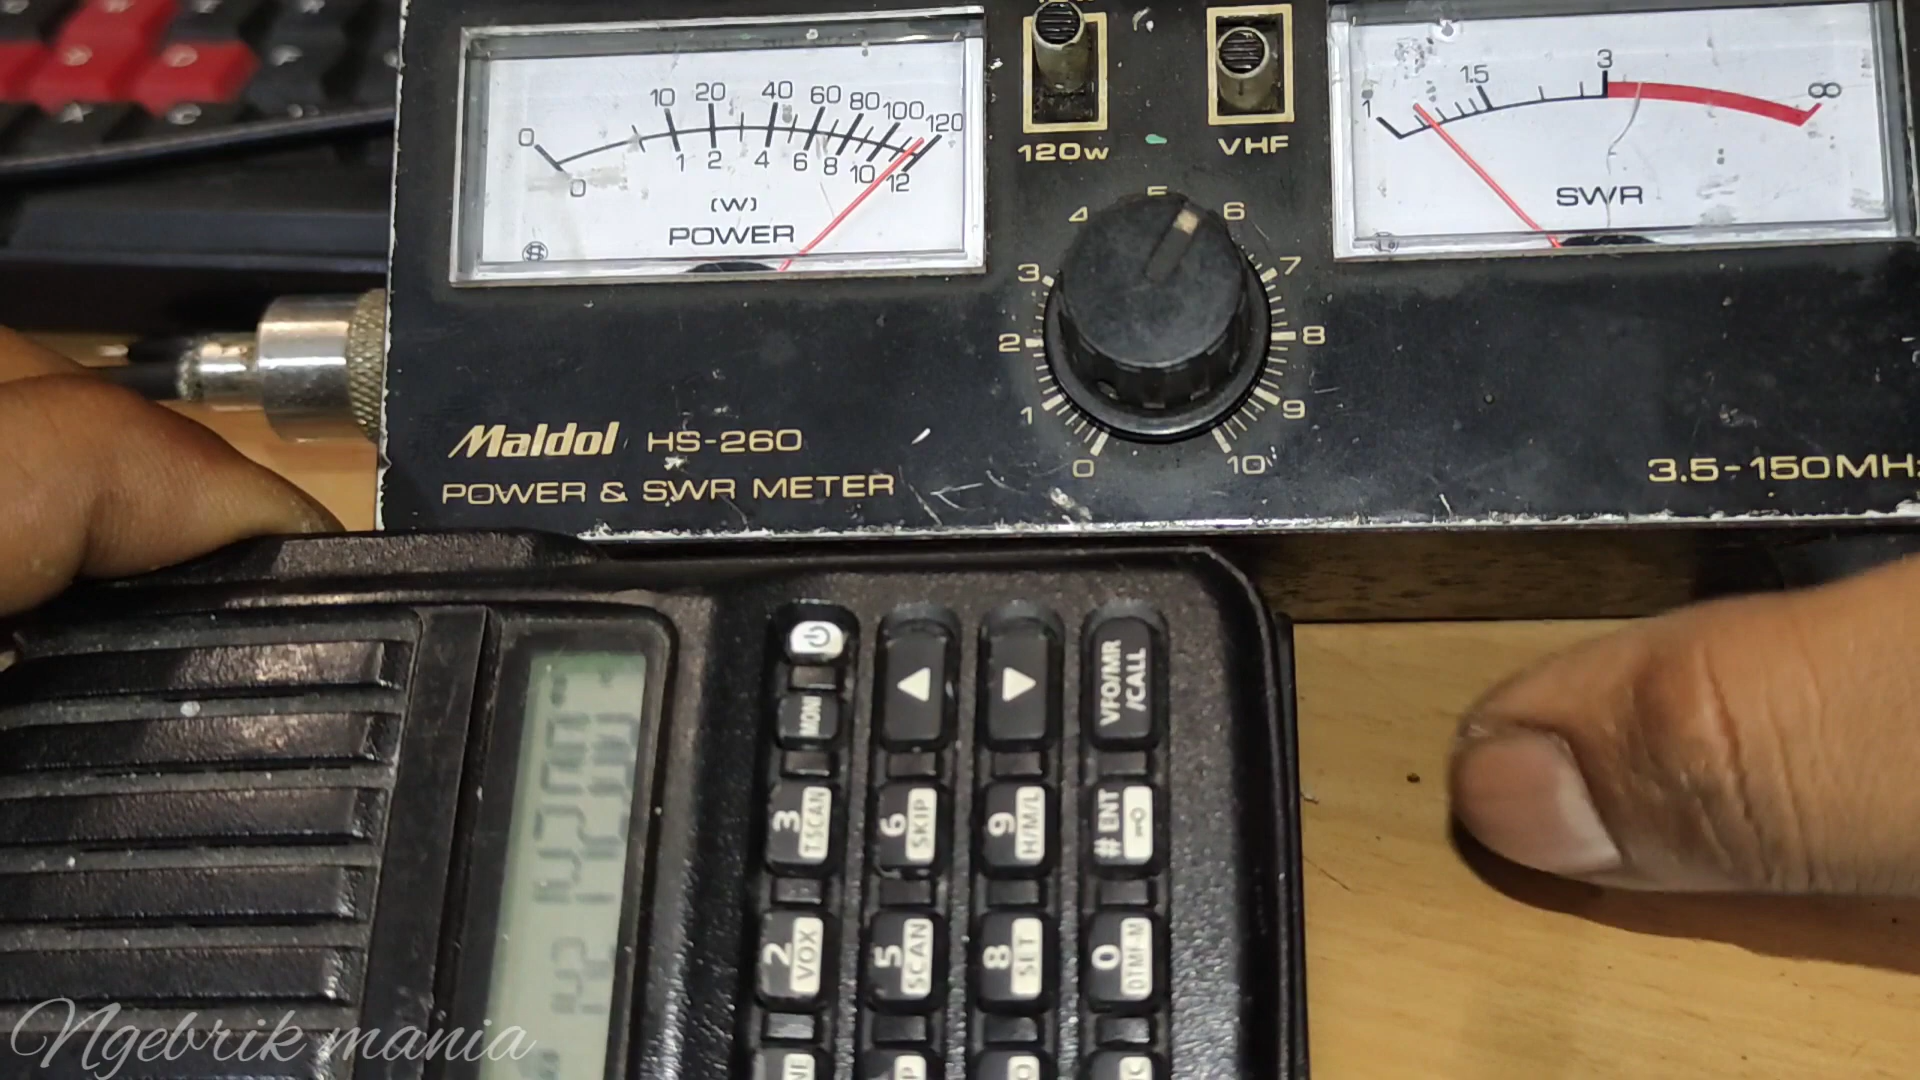 0 10 20 40 60 80 100 120
0 1 2 4 6 8 10 12
(W)
POWER
120W
VHF
1 1.5 3 ∞
SWR
0 1 2 3 4 5 6 7 8 9 10
Maldol HS-260
POWER & SWR METER
3.5-150MHz
MONI
VFO/MR
/CALL
3 T.SCAN
6 SKIP
9 H/M/L
# ENT
2 VOX
5 SCAN
8 SET
0 DTMF-M
Ngebrik mania